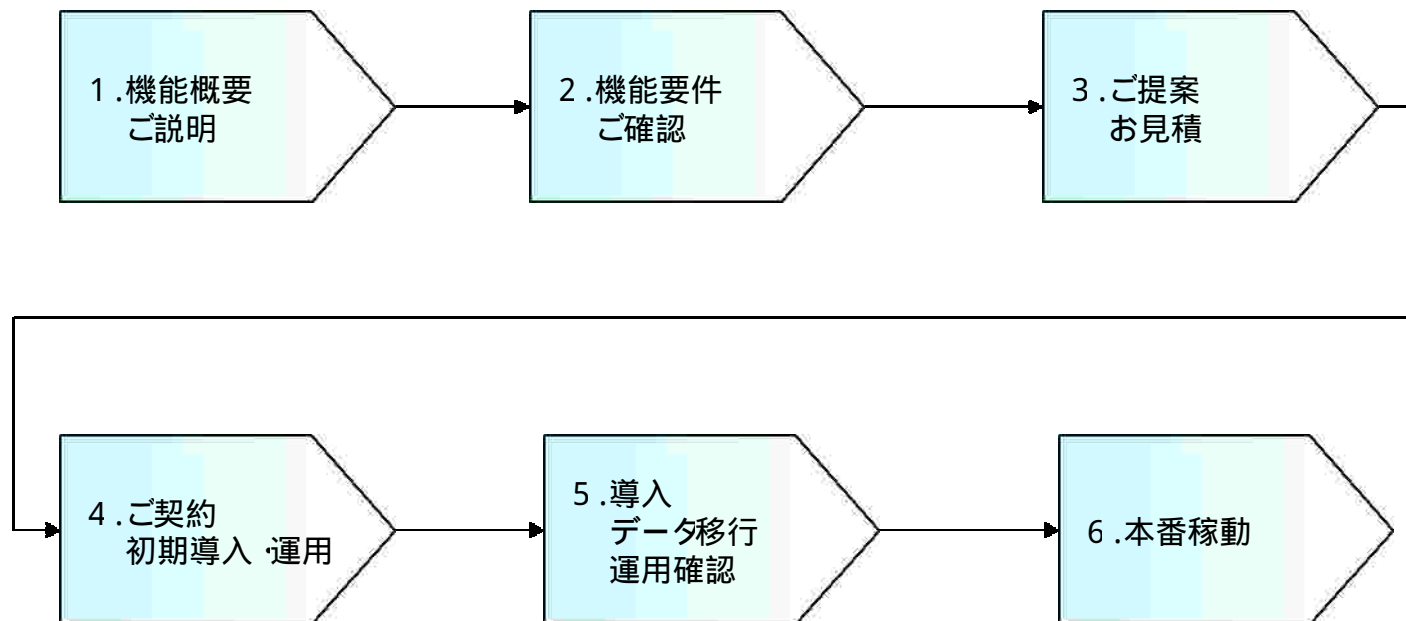 1.機能概要
ご説明
2.機能要件
ご確認
3.ご提案
お見積
4.ご契約
初期導入・運用
5.導入
データ移行
運用確認
6.本番稼動